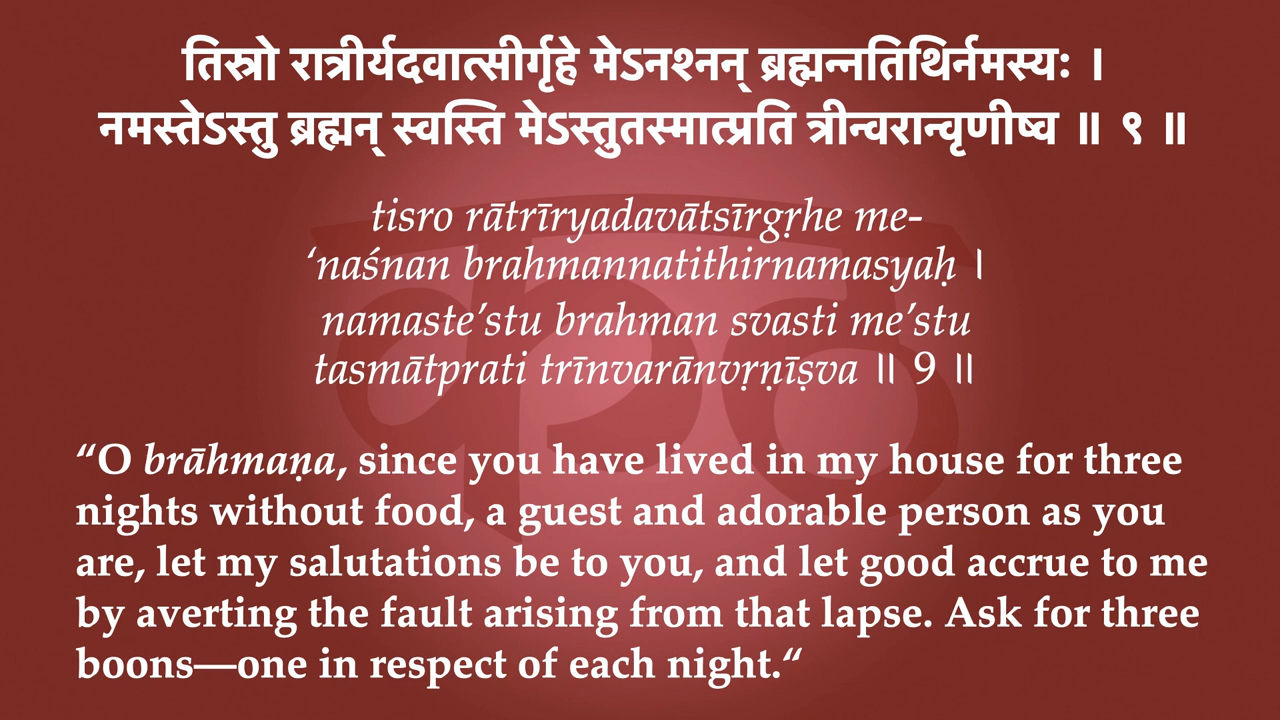 तिस्रो रात्रीर्यदवात्सीर्गृहे मेऽनश्नन् ब्रह्मन्नतिथिर्नमस्यः ।
नमस्तेऽस्तु ब्रह्मन् स्वस्ति मेऽस्तुतस्मात्प्रति त्रीन्वरान्वृणीष्व ॥ ९ ॥
tisro rātrīryadavātsīrgṛhe me-
‘naśnan brahmannatithirnamasyaḥ ।
namaste’stu brahman svasti me’stu
tasmātprati trīnvarānvṛṇīṣva ॥ 9 ॥
“O brāhmaṇa, since you have lived in my house for three
nights without food, a guest and adorable person as you
are, let my salutations be to you, and let good accrue to me
by averting the fault arising from that lapse. Ask for three
boons—one in respect of each night.“